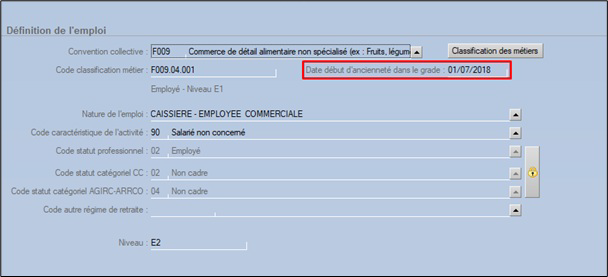 Définition de l'emploi
Convention collective : F009 Commerce de détail alimentaire non spécialisé (ex : Fruits, légum Classification des métiers
Code classification métier : F009.04.001 Date début d'ancienneté dans le grade : 01/07/2018
Employé - Niveau E1
Nature de l'emploi : CAISSIERE - EMPLOYEE COMMERCIALE
Code caractéristique de l'activité : 90 Salarié non concerné
Code statut professionnel : 02 Employé
Code statut catégoriel CC : 02 Non cadre
Code statut catégoriel AGIRC-ARRCO : 04 Non cadre
Code autre régime de retraite :
Niveau : E2